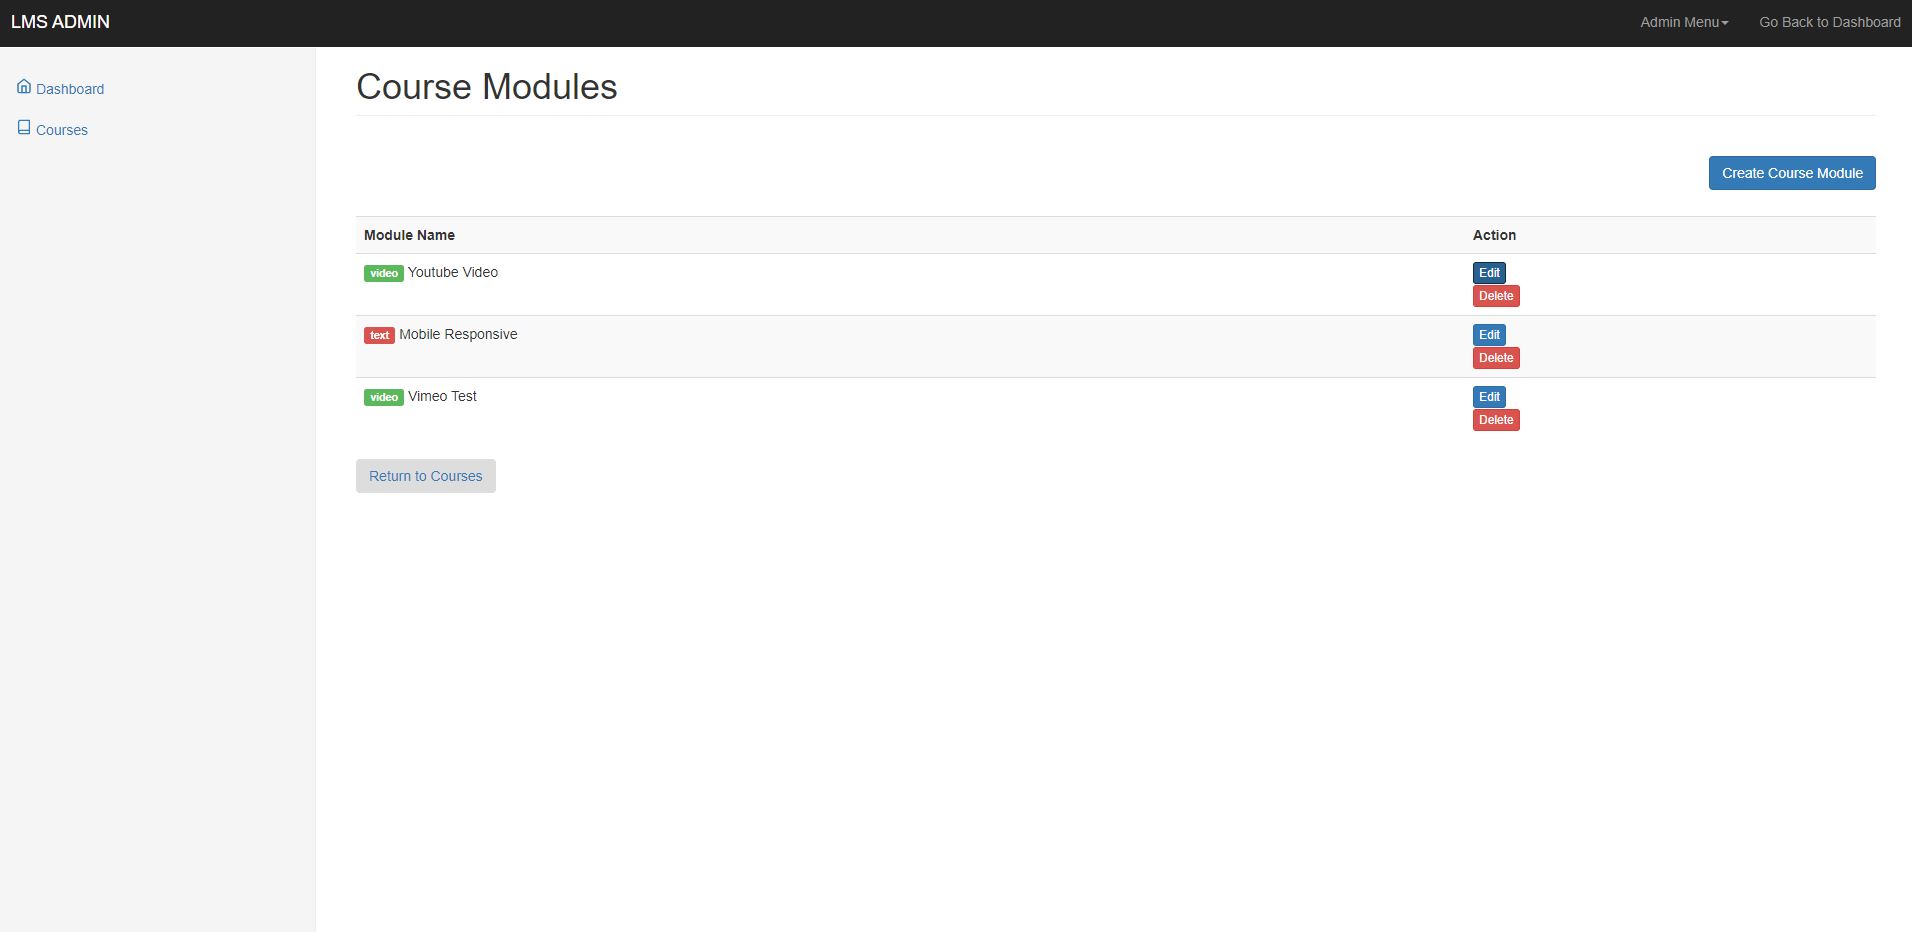 LMS ADMIN
Admin Menu
Go Back to Dashboard
Dashboard
Courses
Course Modules
Create Course Module
Module Name Action
video Youtube Video Edit
Delete
text Mobile Responsive Edit
Delete
video Vimeo Test Edit
Delete
Return to Courses